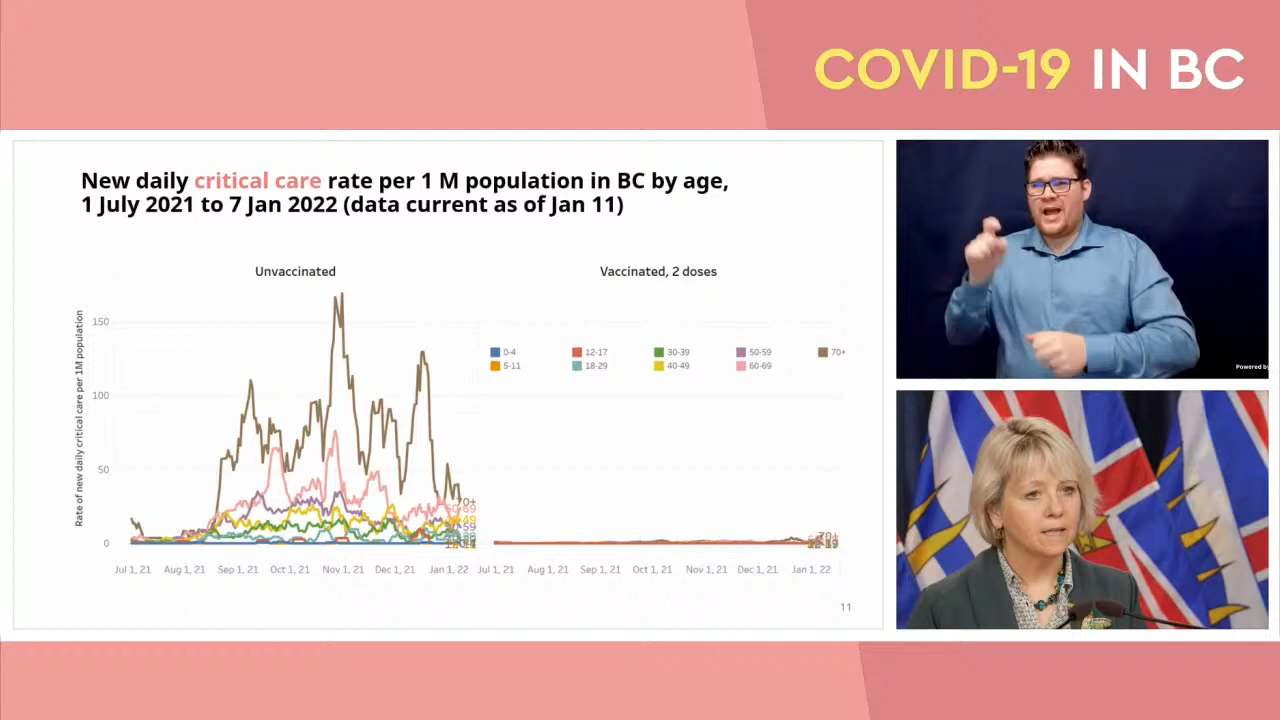 COVID-19 IN BC
New daily critical care rate per 1 M population in BC by age,
1 July 2021 to 7 Jan 2022 (data current as of Jan 11)
Unvaccinated
Vaccinated, 2 doses
Rate of new daily critical care per 1M population
150
100
50
0
0-4 12-17 30-39 50-59 70+
5-11 18-29 40-49 60-69
70+
70+
Jul 1, 21 Aug 1, 21 Sep 1, 21 Oct 1, 21 Nov 1, 21 Dec 1, 21 Jan 1, 22
Jul 1, 21 Aug 1, 21 Sep 1, 21 Oct 1, 21 Nov 1, 21 Dec 1, 21 Jan 1, 22
11
Powered by